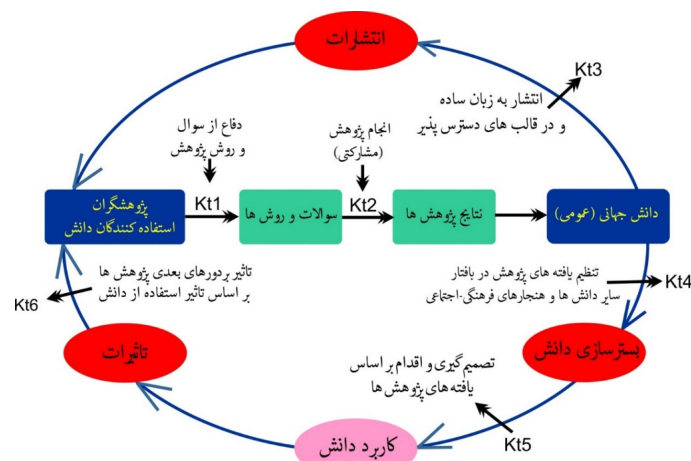 انتشارات
Kt3
انتشار به زبان ساده
و در قالب های دسترس پذیر
دفاع از سوال
و روش پژوهش
انجام پژوهش
(مشارکتی)
پژوهشگران
استفاده کنندگان دانش
Kt1
سوالات و روش ها
Kt2
نتایج پژوهش ها
دانش جهانی (عمومی)
تنظیم یافته های پژوهش در بافتار
سایر دانش ها و هنجارهای فرهنگی-اجتماعی
Kt4
تاثیر بردورهای بعدی پژوهش ها
بر اساس تاثیر استفاده از دانش
Kt6
تاثیرات
بسترسازی دانش
تصمیم‌گیری و اقدام بر اساس
یافته های پژوهش ها
Kt5
کاربرد دانش